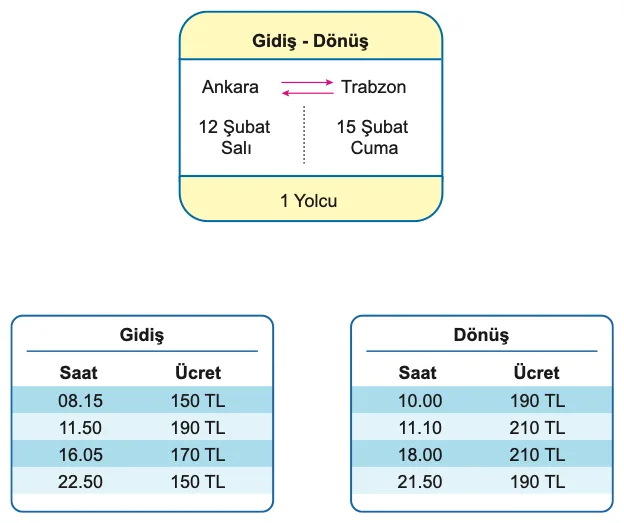 Gidiş - Dönüş
Ankara Trabzon
12 Şubat 15 Şubat
Salı Cuma
1 Yolcu
Gidiş
Saat Ücret
08.15 150 TL
11.50 190 TL
16.05 170 TL
22.50 150 TL
Dönüş
Saat Ücret
10.00 190 TL
11.10 210 TL
18.00 210 TL
21.50 190 TL